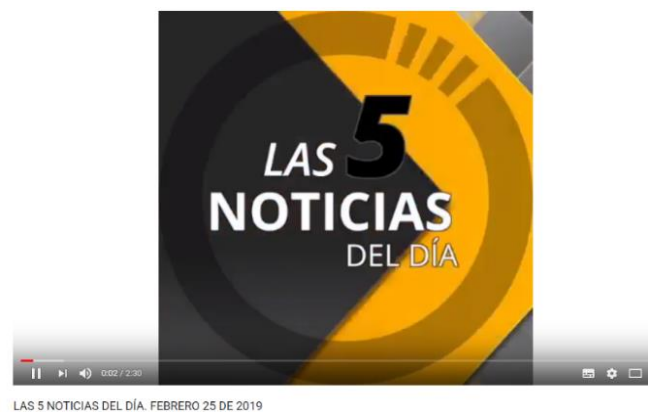 LAS 5
NOTICIAS
DEL DÍA
0:02 / 2:30
LAS 5 NOTICIAS DEL DÍA. FEBRERO 25 DE 2019